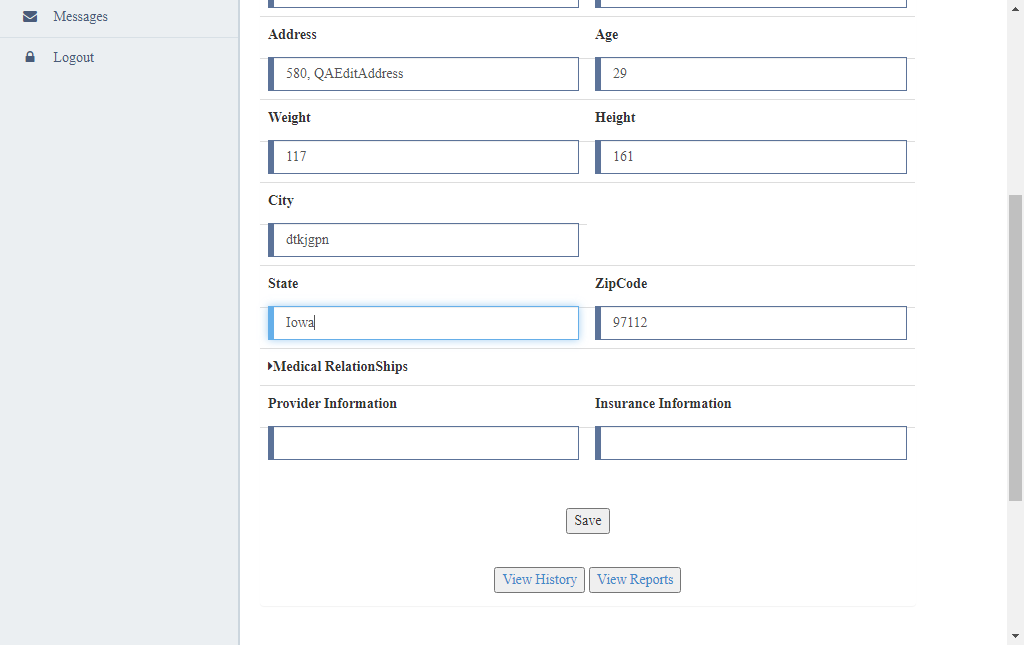 Messages
Logout
Address Age
580, QAEditAddress 29
Weight Height
117 161
City
dtkjgpn
State ZipCode
Iowa 97112
Medical RelationShips
Provider Information Insurance Information
Save
View History View Reports